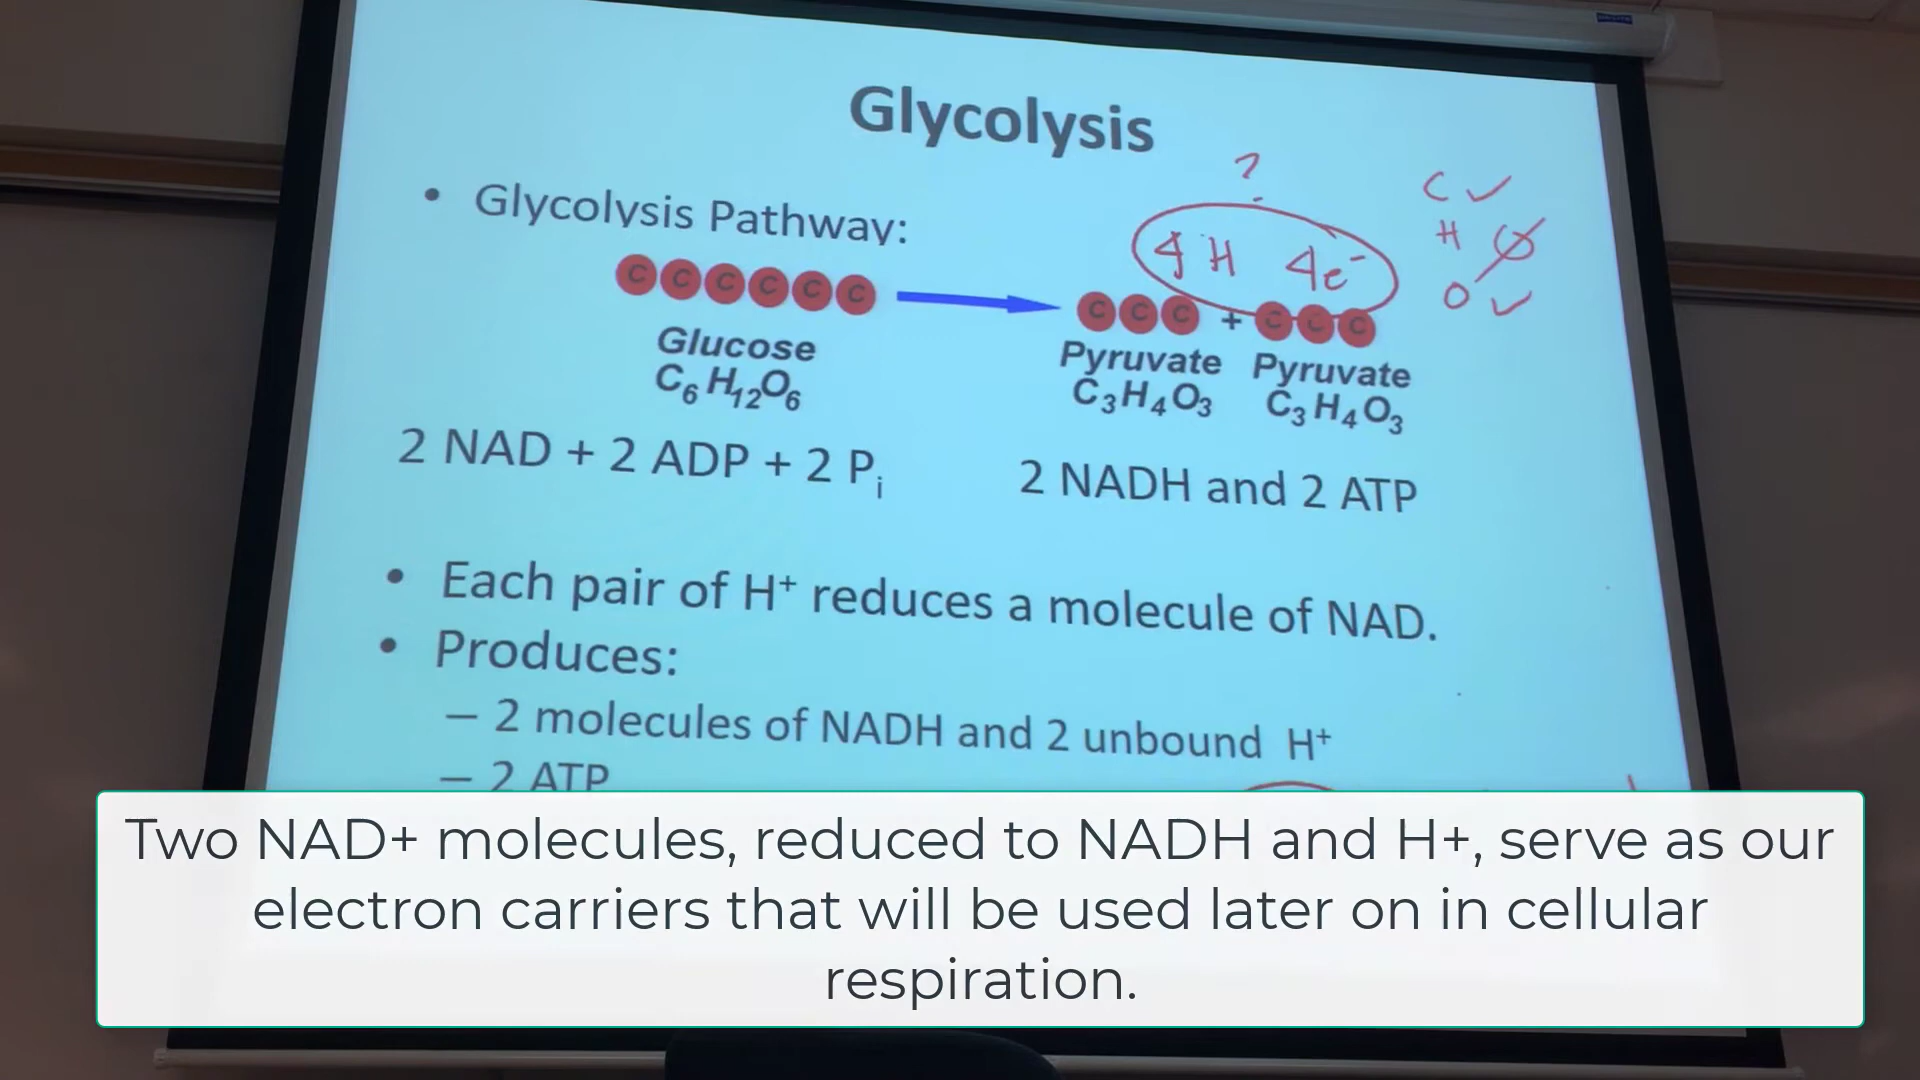 Glycolysis
?
• Glycolysis Pathway:
4 H 4e⁻
C ✓
H
O ✓
C C C C C C
C C C + C C C
Glucose
C₆H₁₂O₆
Pyruvate Pyruvate
C₃H₄O₃ C₃H₄O₃
2 NAD + 2 ADP + 2 Pᵢ 2 NADH and 2 ATP
• Each pair of H⁺ reduces a molecule of NAD.
• Produces:
– 2 molecules of NADH and 2 unbound H⁺
– 2 ATP
Two NAD+ molecules, reduced to NADH and H+, serve as our
electron carriers that will be used later on in cellular
respiration.